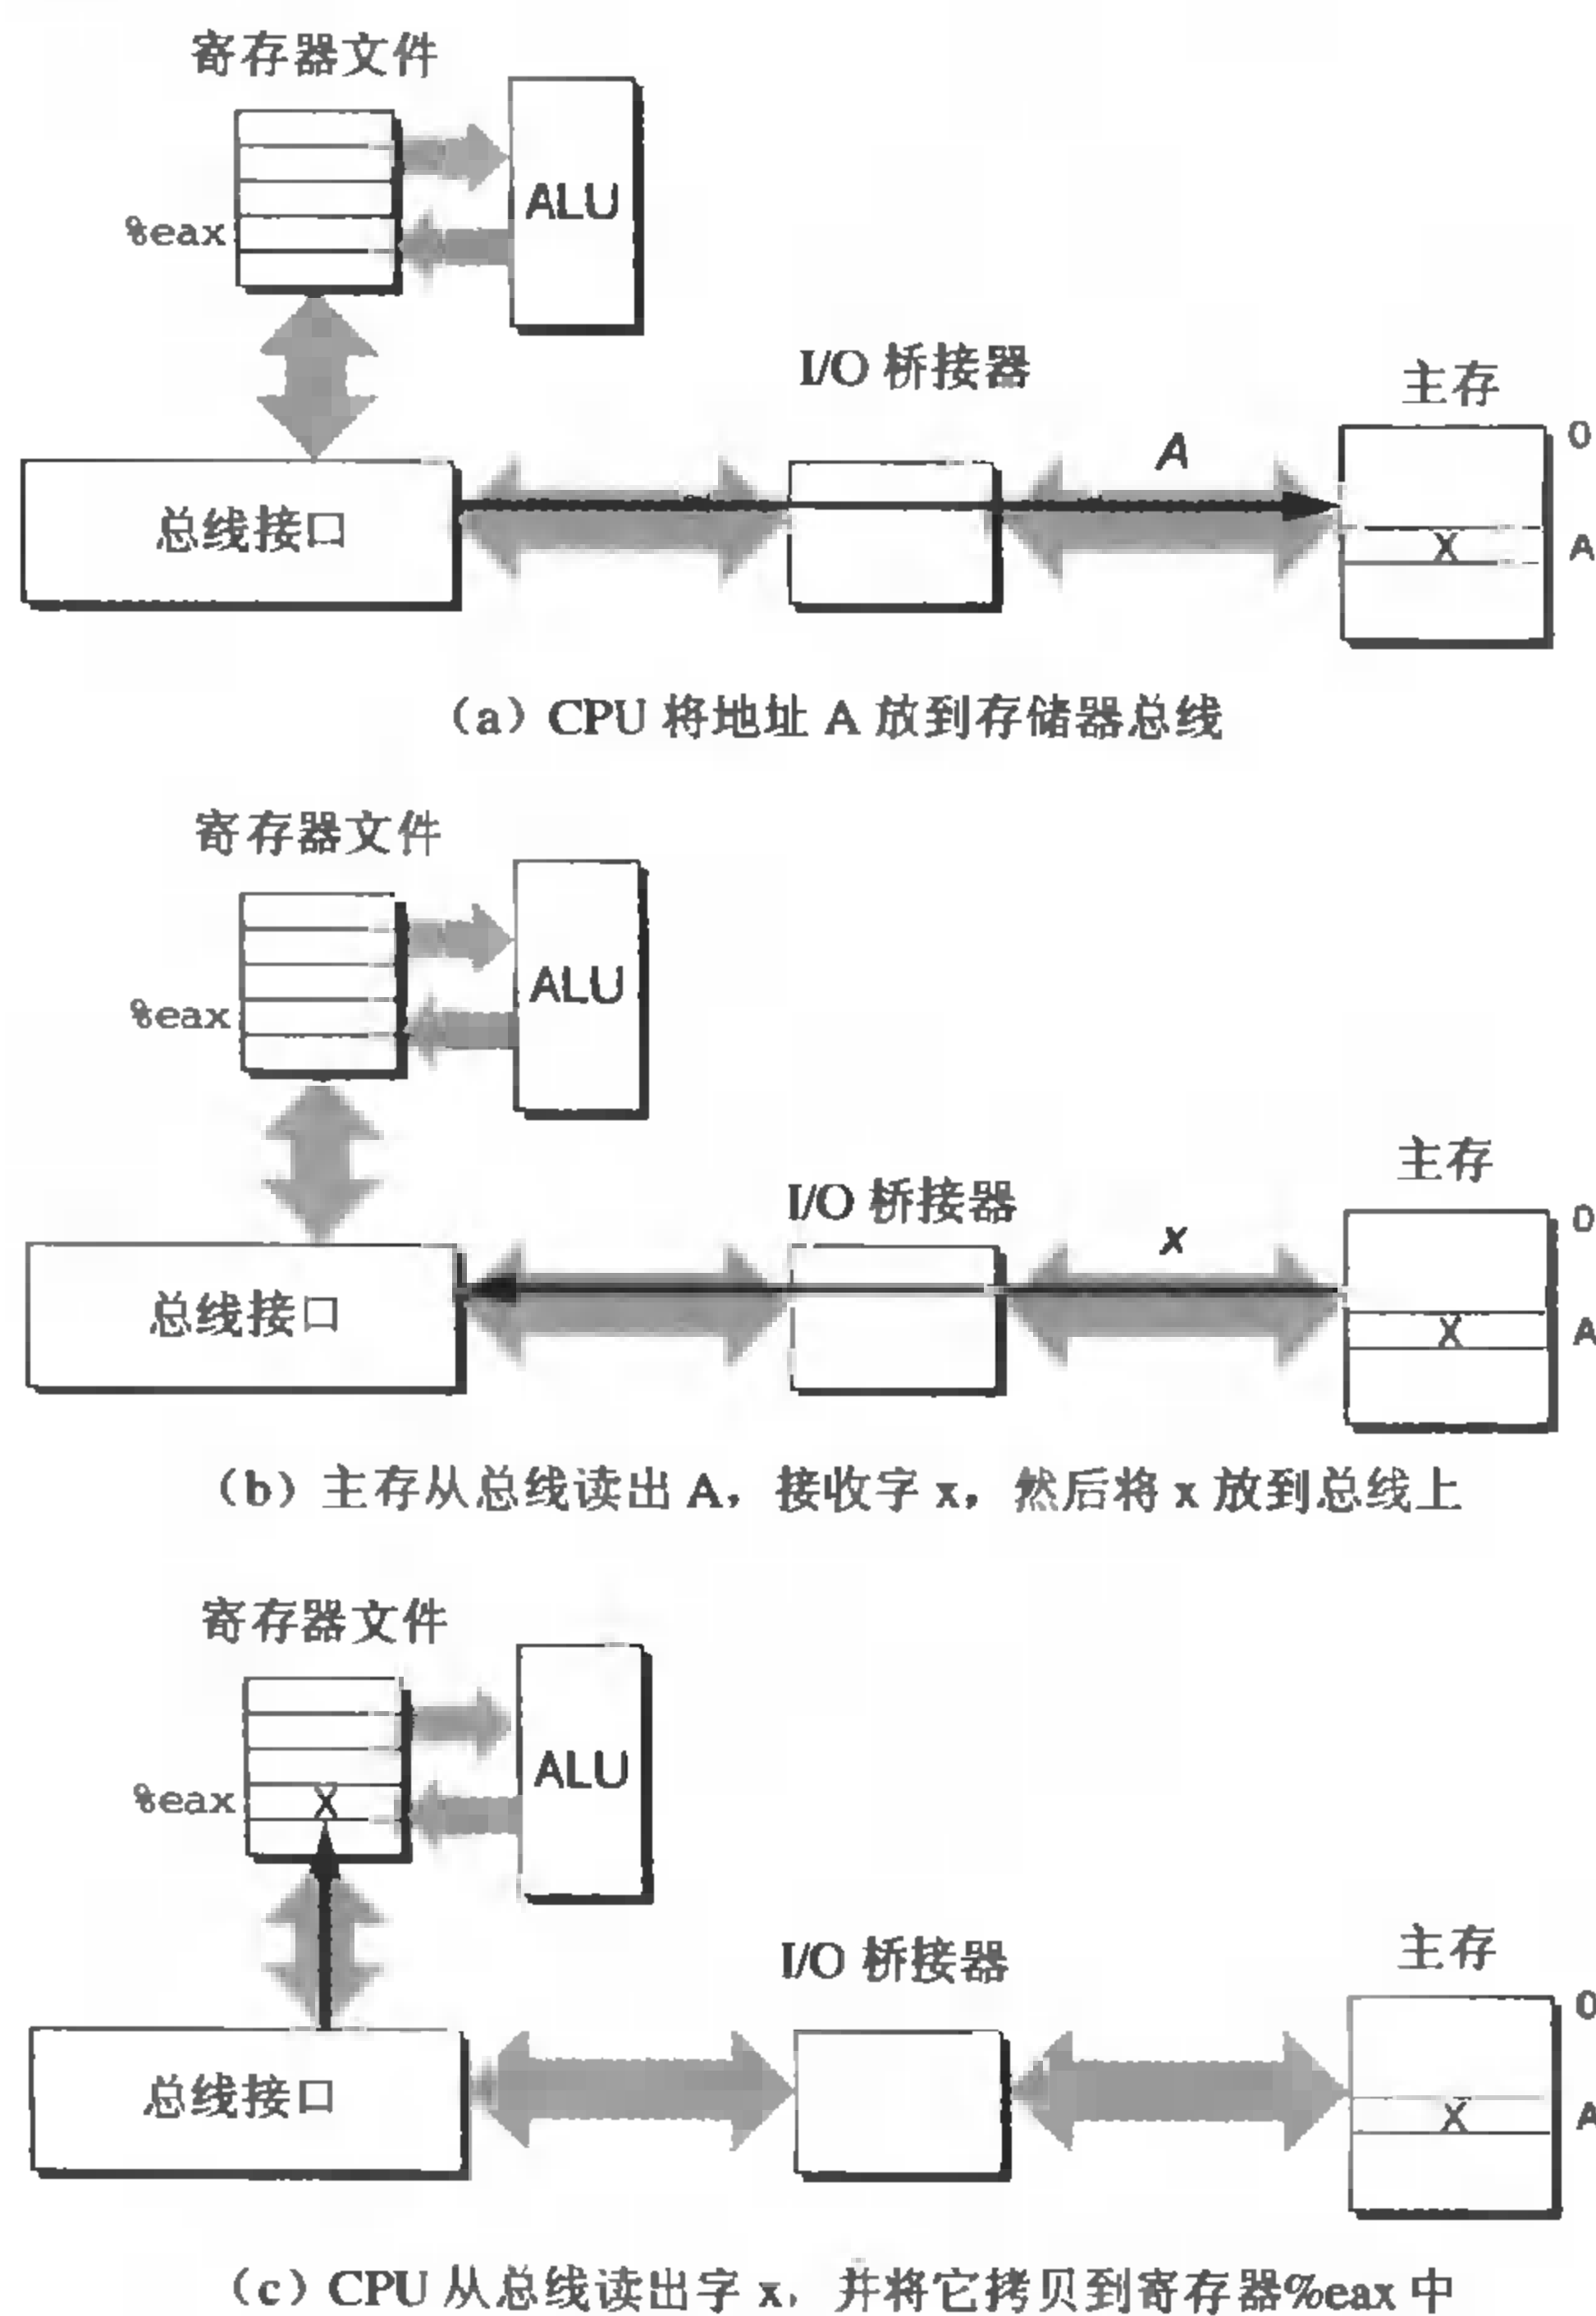 寄存器文件
ALU
%eax
I/O 桥接器
主存
0
A
总线接口
X
A
（a）CPU 将地址 A 放到存储器总线
寄存器文件
ALU
%eax
主存
I/O 桥接器
0
x
总线接口
X
A
（b）主存从总线读出 A，接收字 x，然后将 x 放到总线上
寄存器文件
ALU
%eax
X
主存
I/O 桥接器
0
总线接口
X
A
（c）CPU 从总线读出字 x，并将它拷贝到寄存器%eax 中